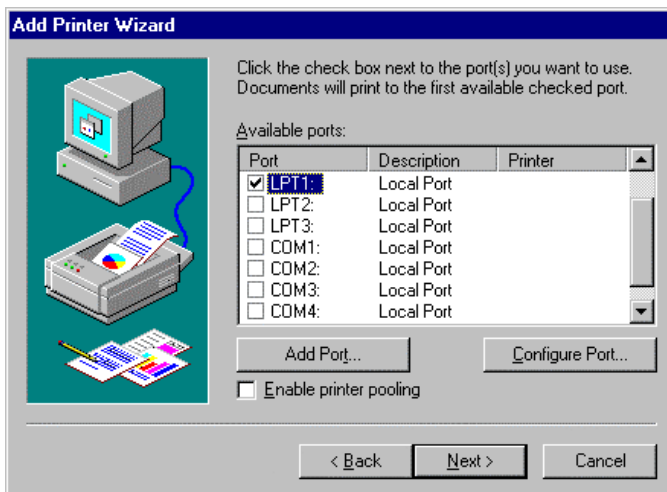 Add Printer Wizard
Click the check box next to the port(s) you want to use.
Documents will print to the first available checked port.
Available ports:
Port Description Printer
LPT1: Local Port
LPT2: Local Port
LPT3: Local Port
COM1: Local Port
COM2: Local Port
COM3: Local Port
COM4: Local Port
Add Port... Configure Port...
Enable printer pooling
< Back Next > Cancel